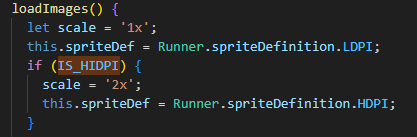 loadImages() {
let scale = '1x';
this.spriteDef = Runner.spriteDefinition.LDPI;
if (IS_HIDPI) {
scale = '2x';
this.spriteDef = Runner.spriteDefinition.HDPI;
}